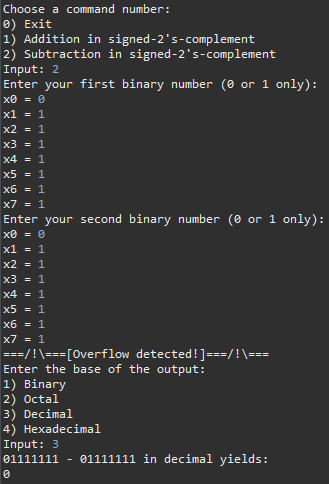 Choose a command number:
0) Exit
1) Addition in signed-2's-complement
2) Subtraction in signed-2's-complement
Input: 2
Enter your first binary number (0 or 1 only):
x0 = 0
x1 = 1
x2 = 1
x3 = 1
x4 = 1
x5 = 1
x6 = 1
x7 = 1
Enter your second binary number (0 or 1 only):
x0 = 0
x1 = 1
x2 = 1
x3 = 1
x4 = 1
x5 = 1
x6 = 1
x7 = 1
===/!\===[Overflow detected!]===/!\===
Enter the base of the output:
1) Binary
2) Octal
3) Decimal
4) Hexadecimal
Input: 3
01111111 - 01111111 in decimal yields:
0